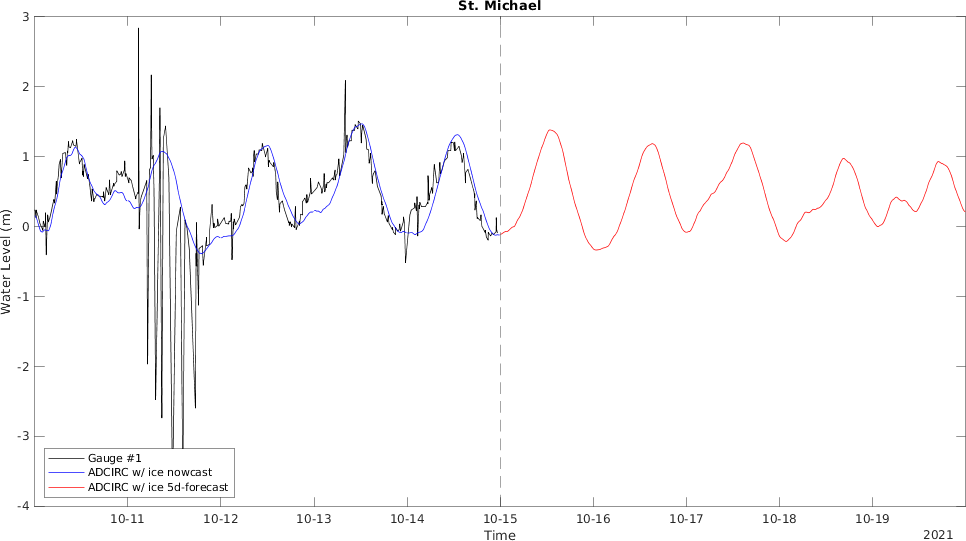 St. Michael
3
2
1
0
-1
-2
-3
-4
Water Level (m)
Gauge #1
ADCIRC w/ ice nowcast
ADCIRC w/ ice 5d-forecast
10-11 10-12 10-13 10-14 10-15 10-16 10-17 10-18 10-19
Time
2021